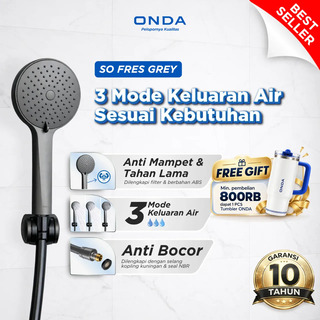 ONDA
Pelopornya Kualitas
BEST
SELLER
SO FRES GREY
3 Mode Keluaran Air
Sesuai Kebutuhan
Anti Mampet &
Tahan Lama
Dilengkapi filter & berbahan ABS
3 Mode
Keluaran Air
Anti Bocor
Dilengkapi dengan selang
kopling kuningan & seal NBR
FREE GIFT
Min. pembelian
800RB
dapat 1 PCS
Tumbler ONDA
ONDA
GARANSI
10
TAHUN